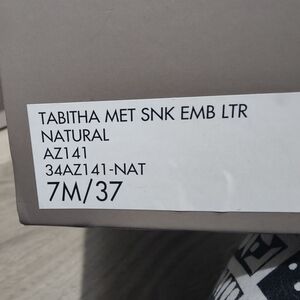 TABITHA MET SNK EMB LTR
NATURAL
AZ141
34AZ141-NAT
7M/37